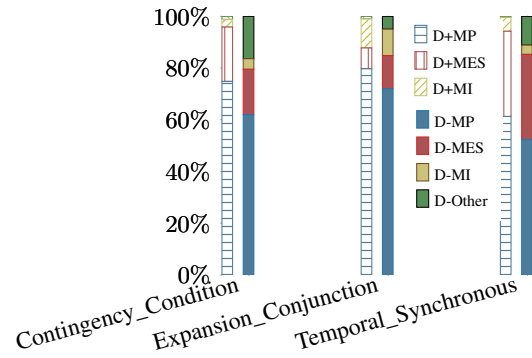 100%
80%
60%
40%
20%
0%
D+MP
D+MES
D+MI
D-MP
D-MES
D-MI
D-Other
Contingency_Condition
Expansion_Conjunction
Temporal_Synchronous